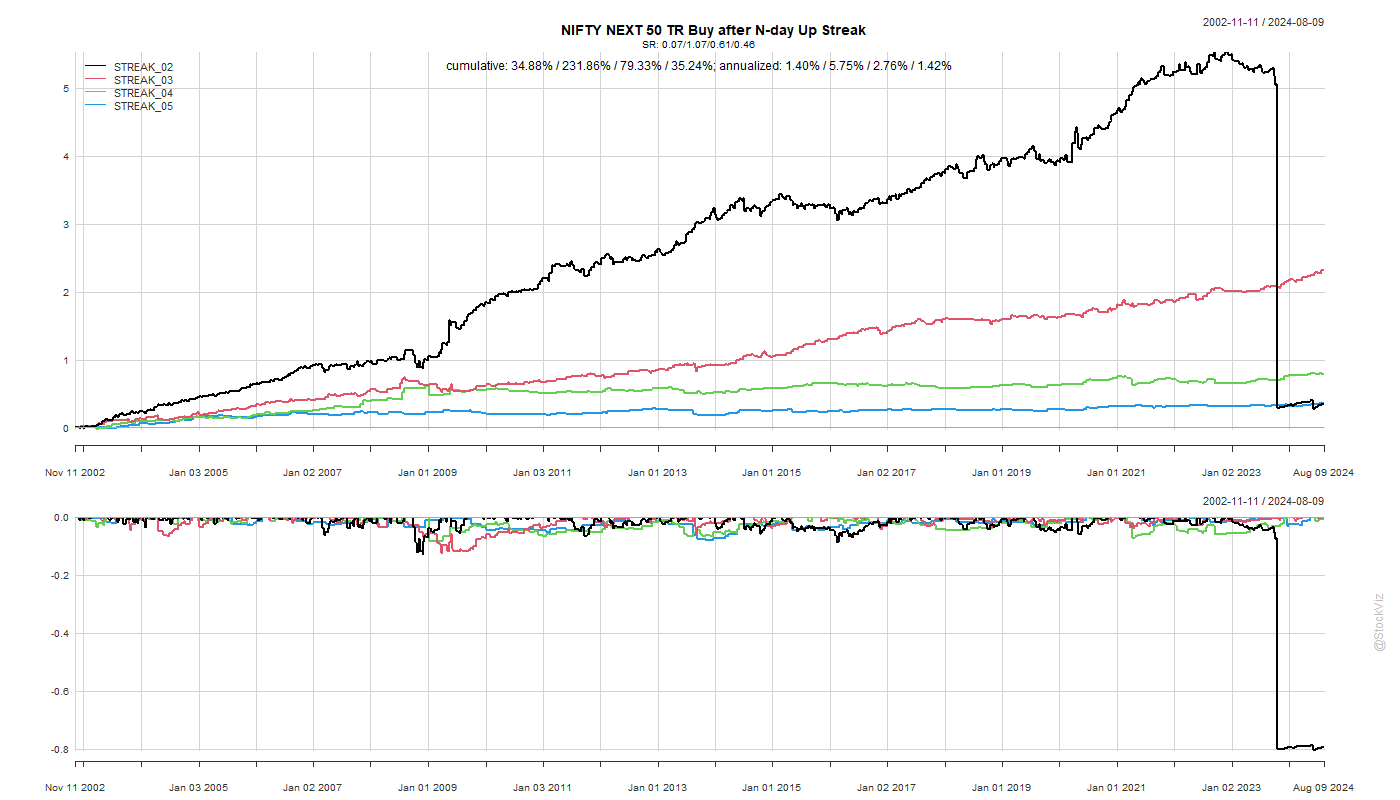 2002-11-11 / 2024-08-09
NIFTY NEXT 50 TR Buy after N-day Up Streak
SR: 0.07/1.07/0.61/0.46
cumulative: 34.88% / 231.86% / 79.33% / 35.24%; annualized: 1.40% / 5.75% / 2.76% / 1.42%
STREAK_02
STREAK_03
STREAK_04
STREAK_05
5
4
3
2
1
0
Nov 11 2002 Jan 03 2005 Jan 02 2007 Jan 01 2009 Jan 03 2011 Jan 01 2013 Jan 01 2015 Jan 02 2017 Jan 01 2019 Jan 01 2021 Jan 02 2023 Aug 09 2024
2002-11-11 / 2024-08-09
0.0
-0.2
-0.4
-0.6
-0.8
Nov 11 2002 Jan 03 2005 Jan 02 2007 Jan 01 2009 Jan 03 2011 Jan 01 2013 Jan 01 2015 Jan 02 2017 Jan 01 2019 Jan 01 2021 Jan 02 2023 Aug 09 2024
@StockViz